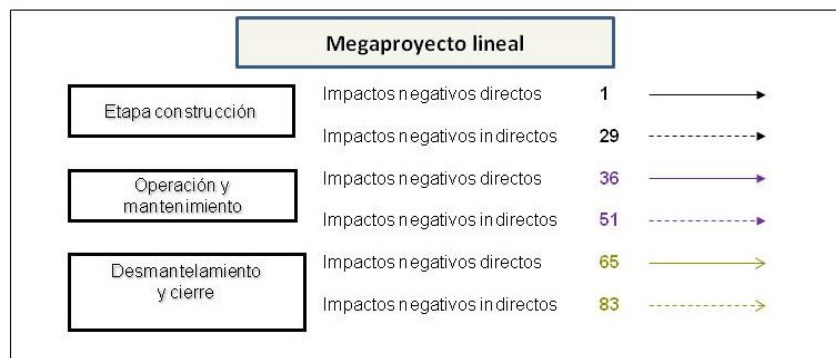 Megaproyecto lineal
Etapa construcción
Impactos negativos directos 1
Impactos negativos indirectos 29
Operación y
mantenimiento
Impactos negativos directos 36
Impactos negativos indirectos 51
Desmantelamiento
y cierre
Impactos negativos directos 65
Impactos negativos indirectos 83